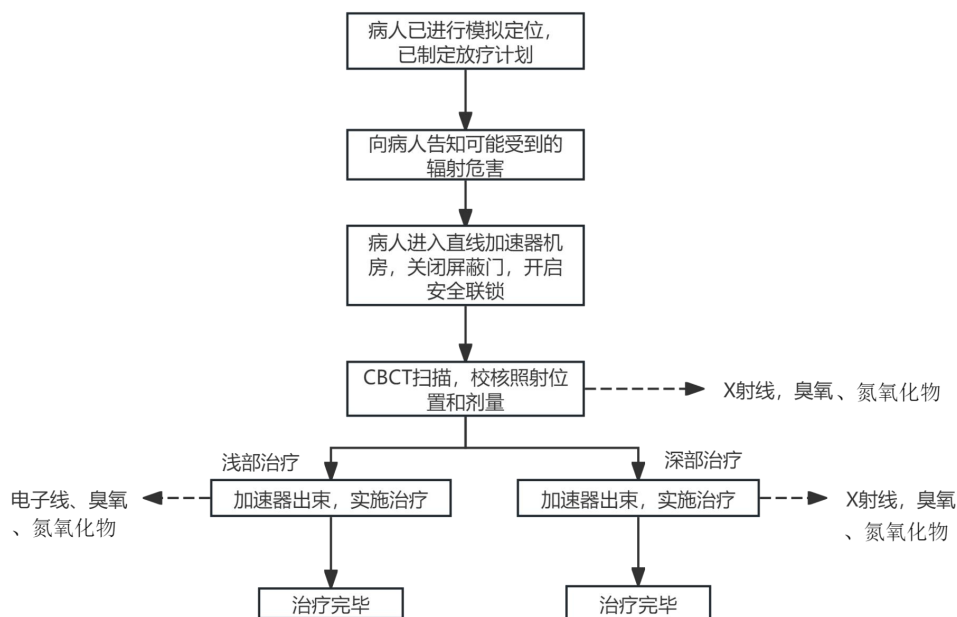 病人已进行模拟定位，
已制定放疗计划
向病人告知可能受到的
辐射危害
病人进入直线加速器机
房，关闭屏蔽门，开启
安全联锁
CBCT扫描，校核照射位
置和剂量
X射线，臭氧、氮氧化物
浅部治疗
深部治疗
电子线、臭氧
、氮氧化物
加速器出束，实施治疗
加速器出束，实施治疗
X射线，臭氧
、氮氧化物
治疗完毕
治疗完毕